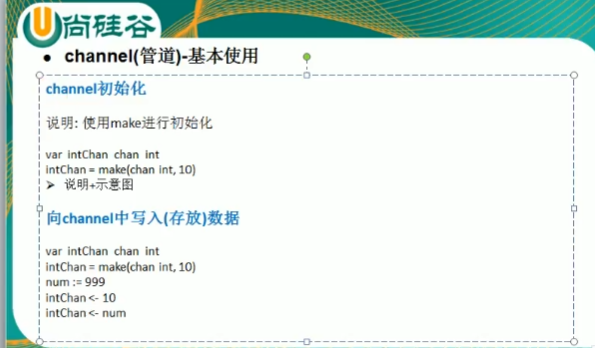 尚硅谷
• channel(管道)-基本使用
channel初始化
说明: 使用make进行初始化
var intChan chan int
intChan = make(chan int, 10)
➢ 说明+示意图
向channel中写入(存放)数据
var intChan chan int
intChan = make(chan int, 10)
num := 999
intChan <- 10
intChan <- num